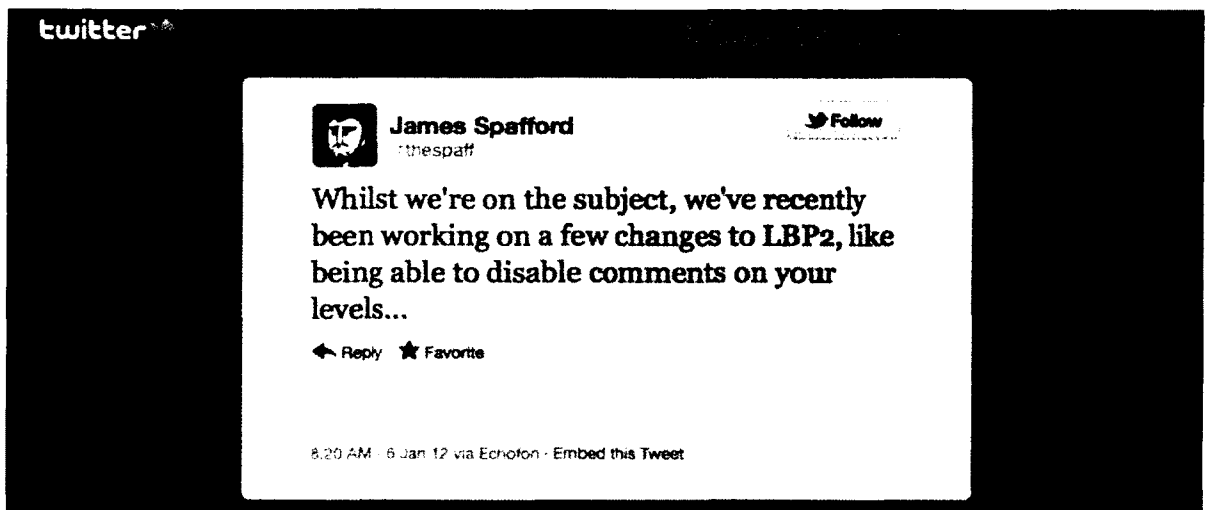 twitter
James Spafford
Follow
thespaff
Whilst we're on the subject, we've recently
been working on a few changes to LBP2, like
being able to disable comments on your
levels...
Reply Favorite
8:20 AM - 6 Jan 12 via Echofon · Embed this Tweet